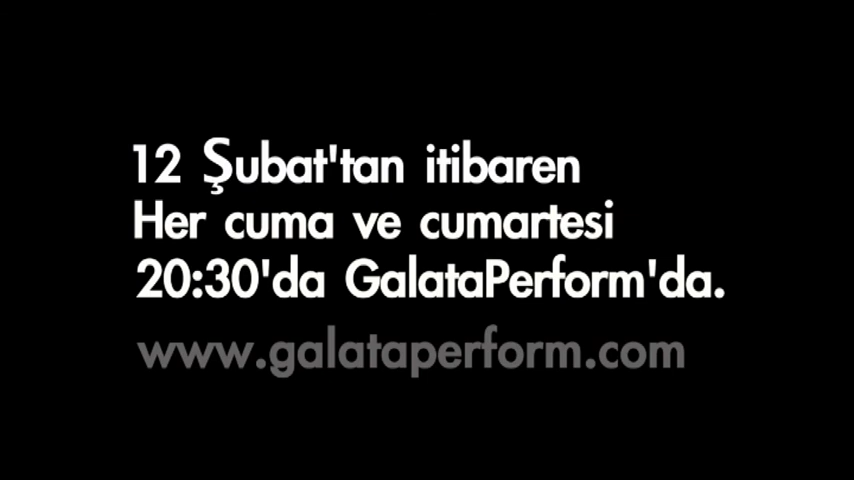 12 Şubat'tan itibaren
Her cuma ve cumartesi
20:30'da GalataPerform'da.
www.galataperform.com